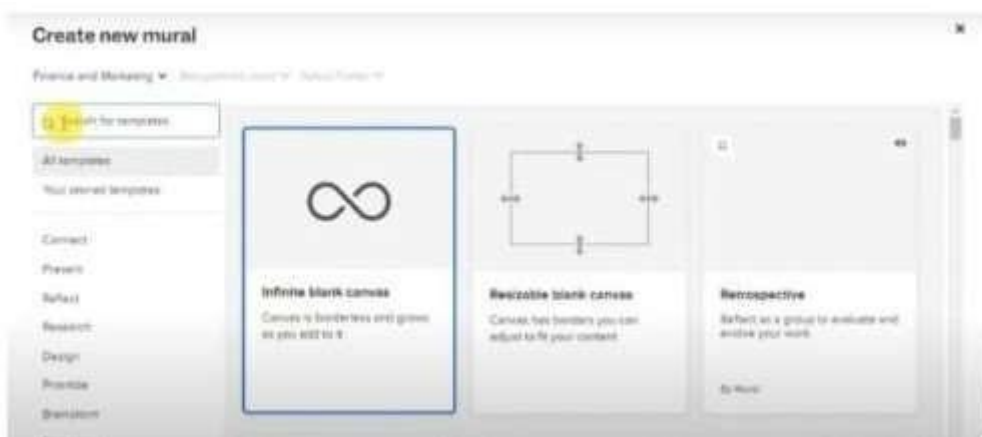 Create new mural
Finance and Marketing
Search for templates
All templates
Your starred templates
Connect
Present
Reflect
Research
Design
Prioritize
Brainstorm
Infinite blank canvas
Canvas is borderless and grows
as you add to it
Resizable blank canvas
Canvas has borders you can
adjust to fit your content
Retrospective
Reflect as a group to evaluate and
evolve your work
By Mural